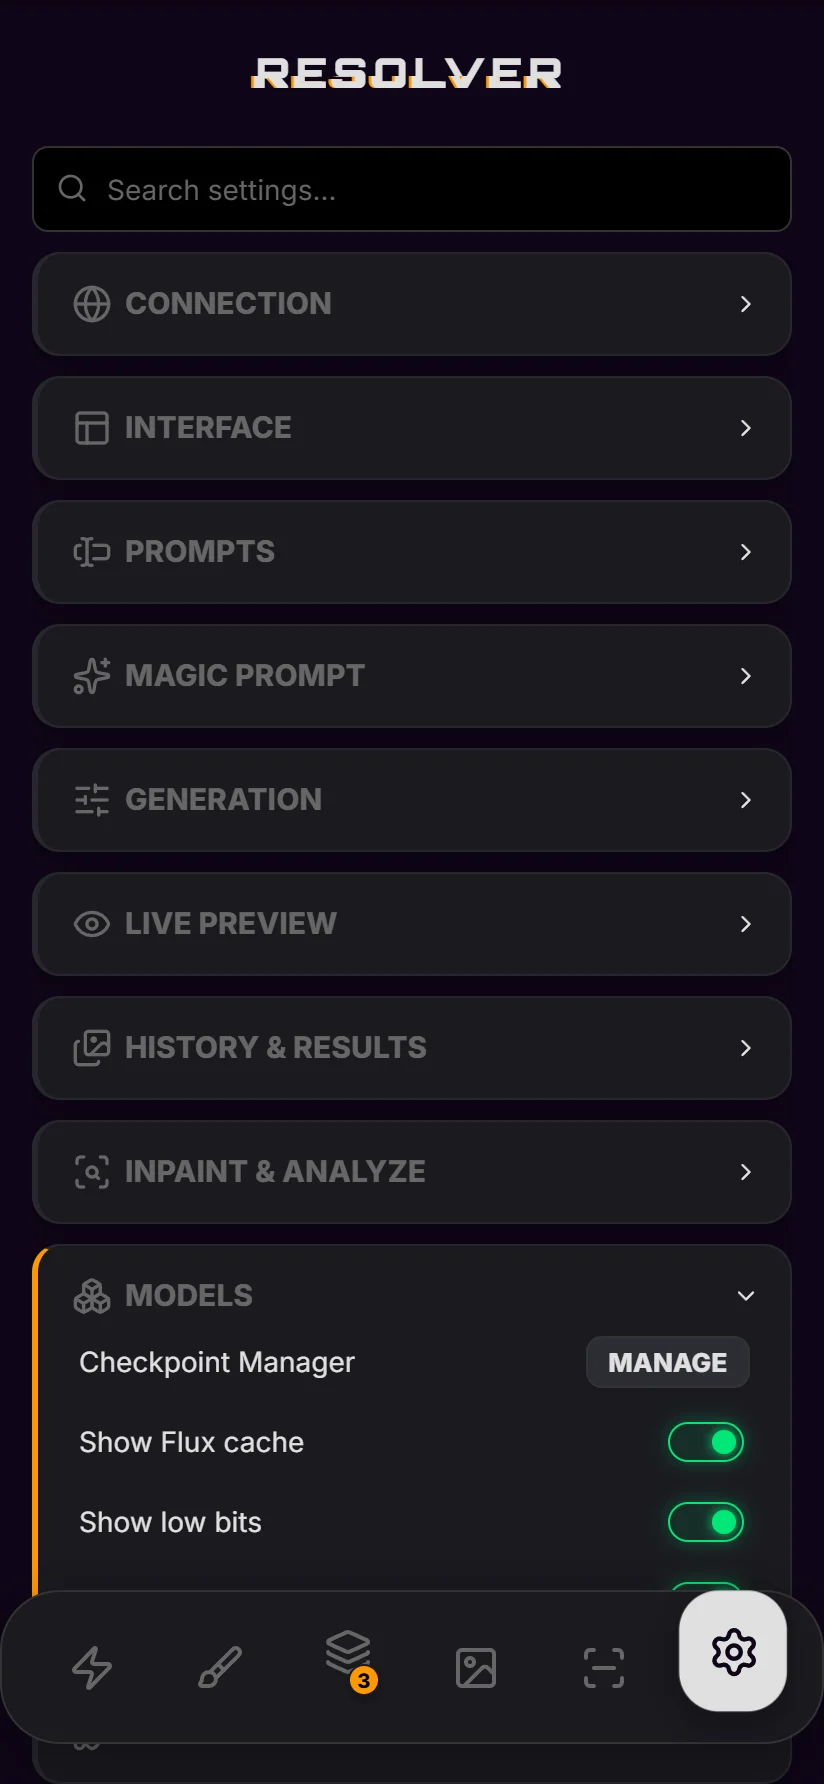 RESOLVER
Search settings...
CONNECTION
INTERFACE
PROMPTS
MAGIC PROMPT
GENERATION
LIVE PREVIEW
HISTORY & RESULTS
INPAINT & ANALYZE
MODELS
Checkpoint Manager MANAGE
Show Flux cache
Show low bits
3